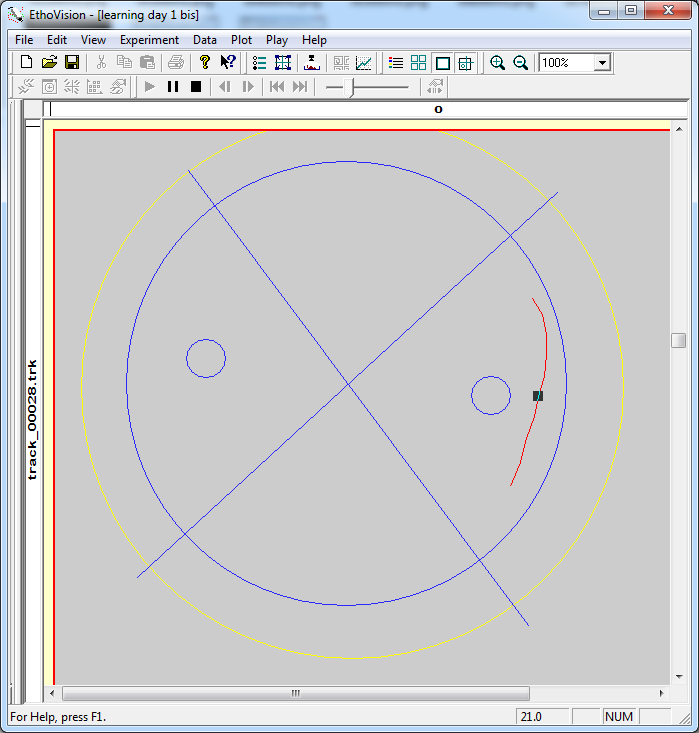 EthoVision - [learning day 1 bis]
File Edit View Experiment Data Plot Play Help
100%
O
track_00028.trk
For Help, press F1.
21.0
NUM